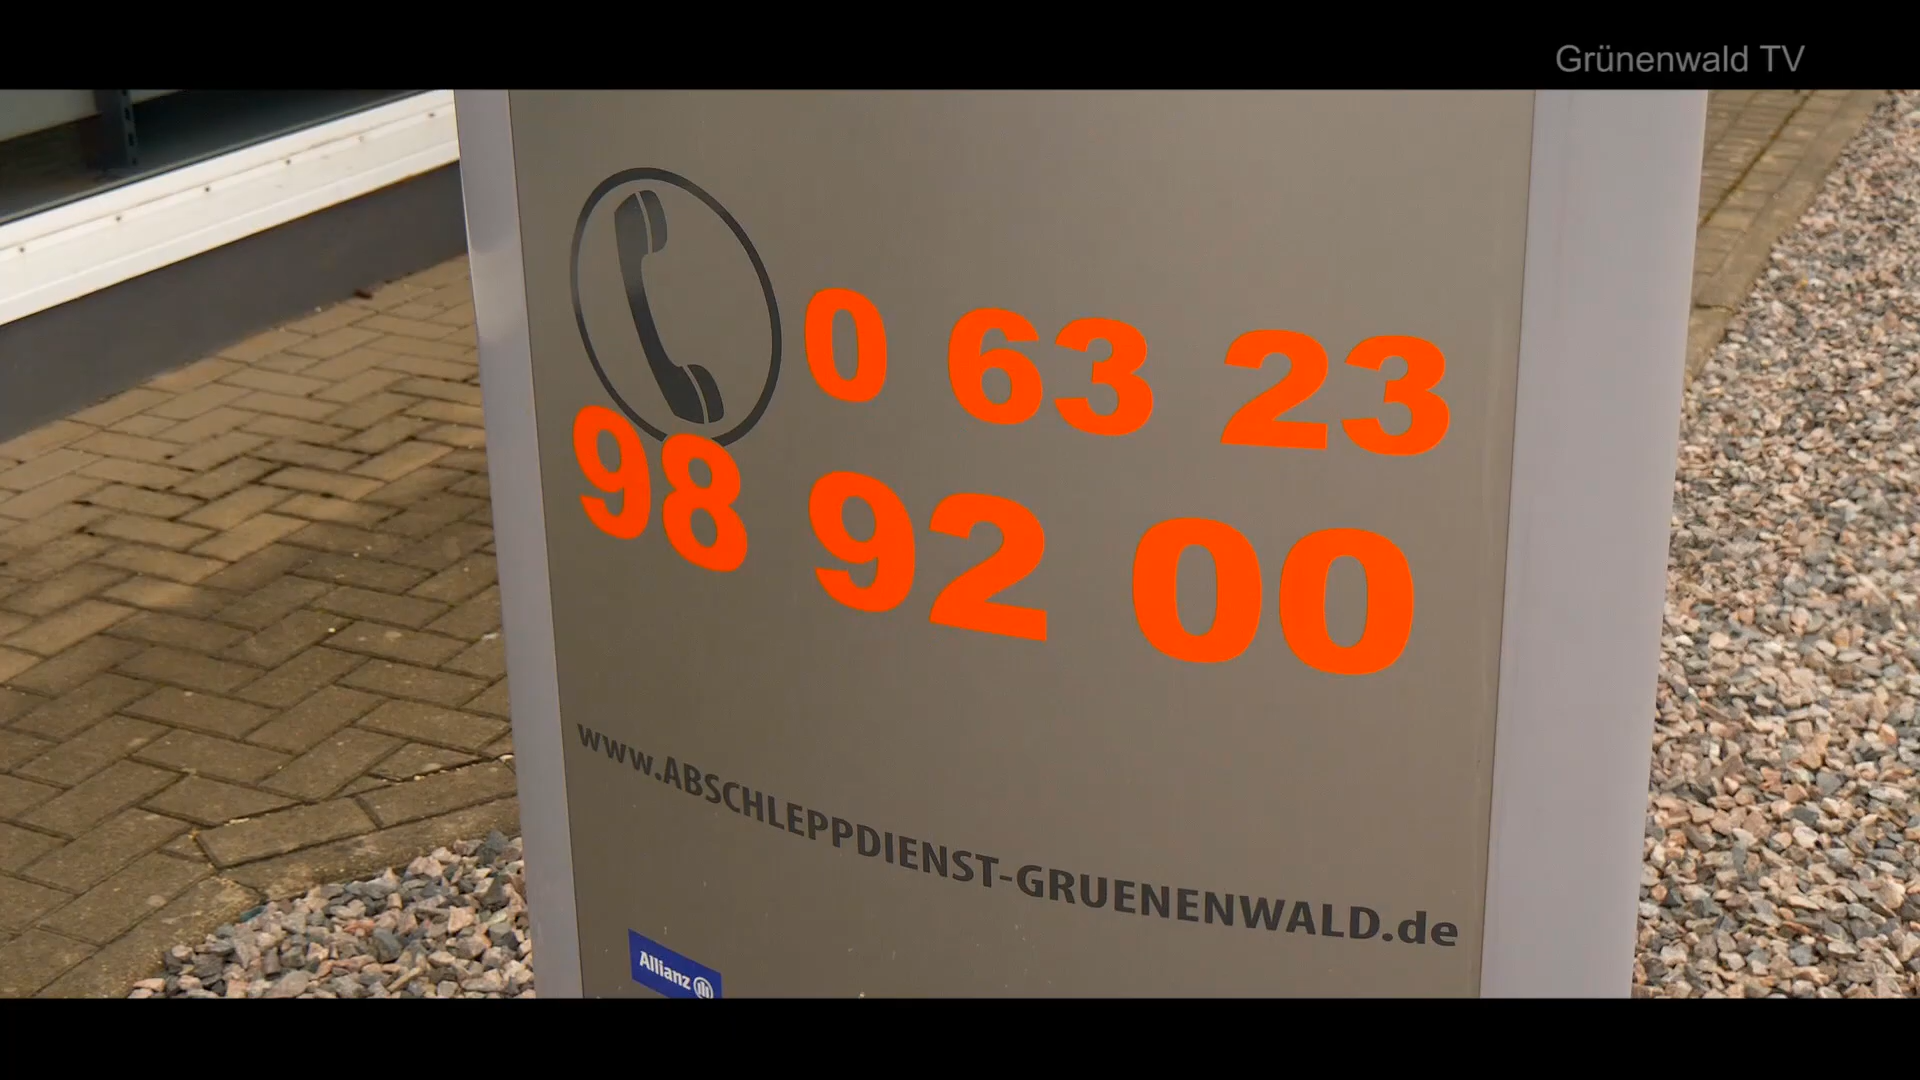 Grünenwald TV
0 63 23
98 92 00
www.ABSCHLEPPDIENST-GRUENENWALD.de
Allianz